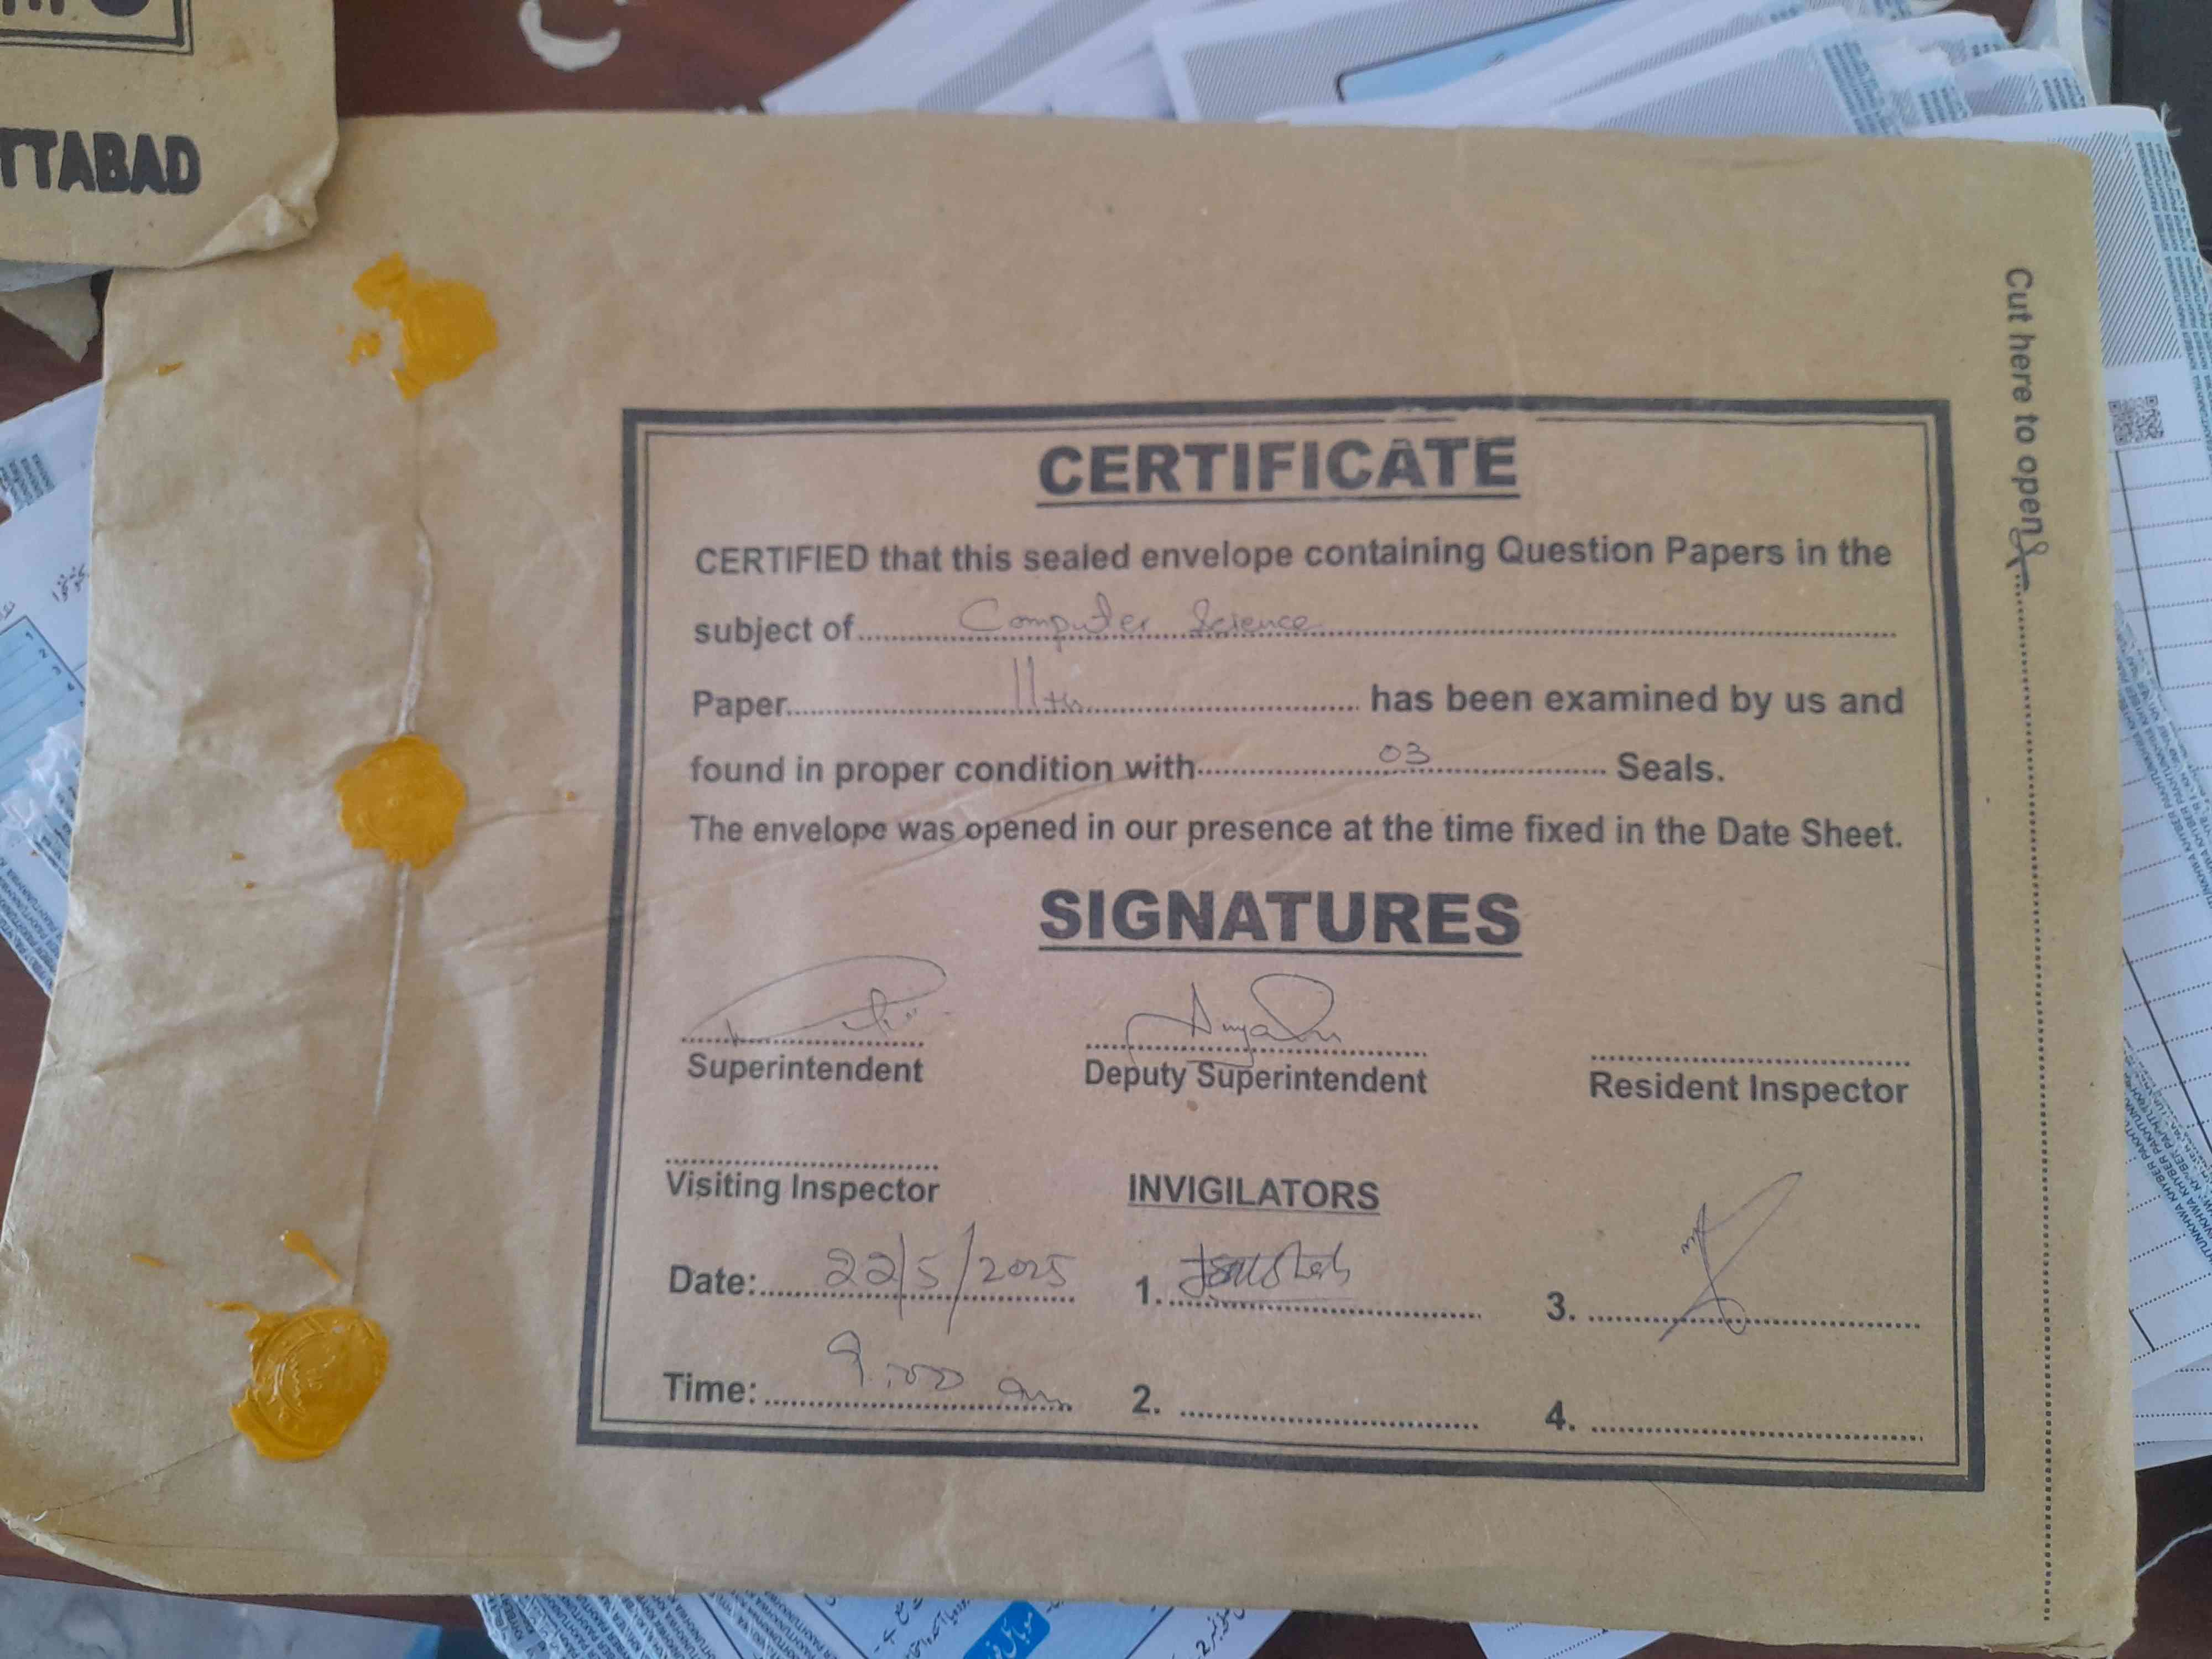 TTABAD
Cut here to open
CERTIFICATE
CERTIFIED that this sealed envelope containing Question Papers in the
subject of Computer Science
Paper 11th has been examined by us and
found in proper condition with 03 Seals.
The envelope was opened in our presence at the time fixed in the Date Sheet.
SIGNATURES
Superintendent Deputy Superintendent Resident Inspector
Visiting Inspector INVIGILATORS
Date: 22/5/2025 1. 3.
Time: 9:00 am 2. 4.